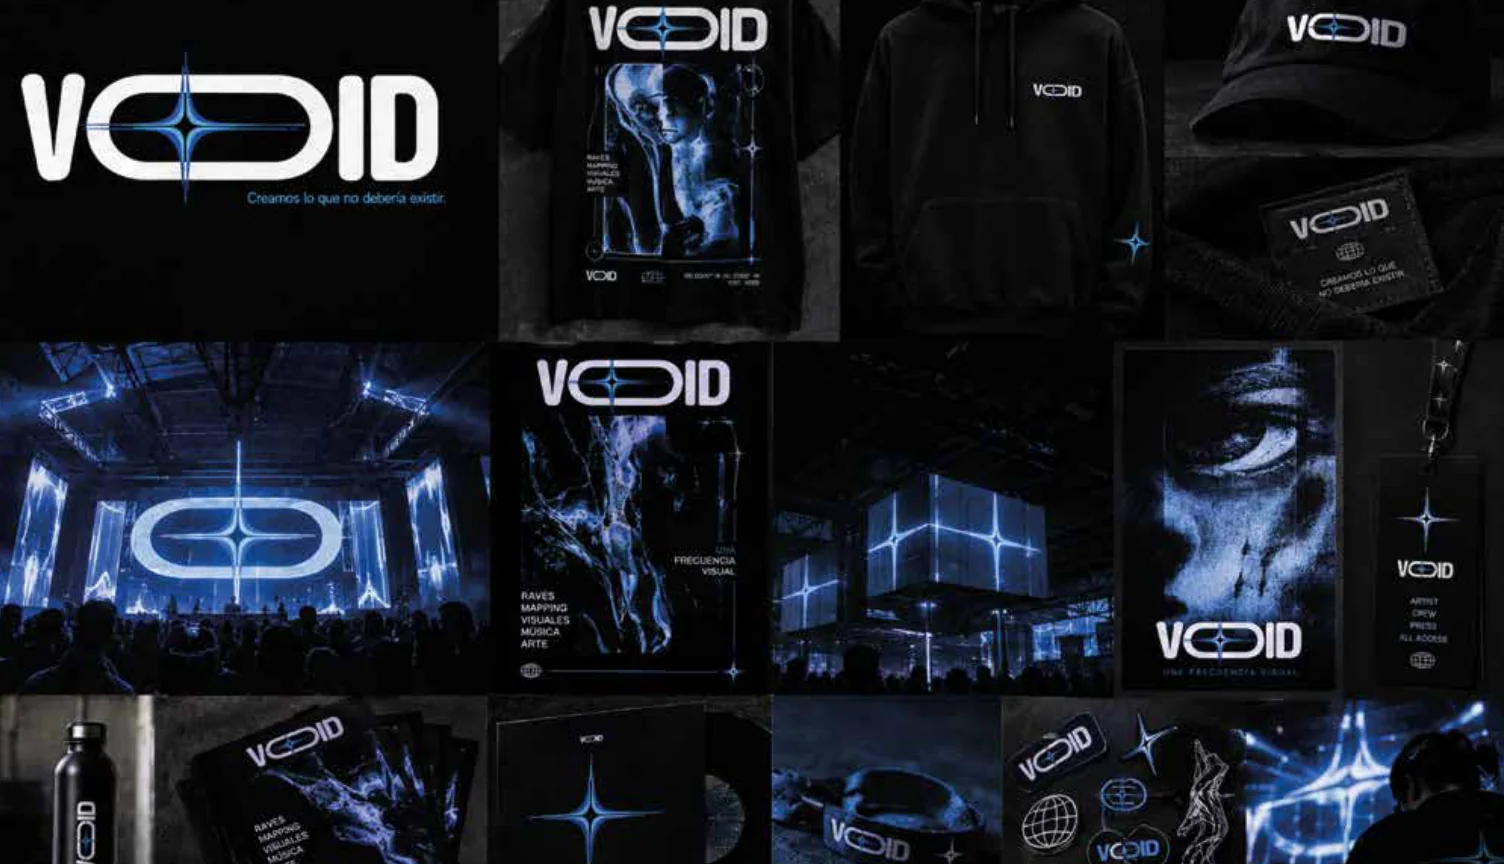 VOID
Creamos lo que no debería existir.
VOID
RAVES
MAPPING
VISUALES
MÚSICA
ARTE
VOID
VOID
VOID
VOID
CREAMOS LO QUE
NO DEBERÍA EXISTIR
VOID
UNA
FRECUENCIA
VISUAL
RAVES
MAPPING
VISUALES
MÚSICA
ARTE
VOID
UNA FRECUENCIA VISUAL
VOID
ARTIST
CREW
PRESS
ALL ACCESS
VOID
VOID
RAVES
MAPPING
VISUALES
MÚSICA
VOID
VOID
VOID
VOID